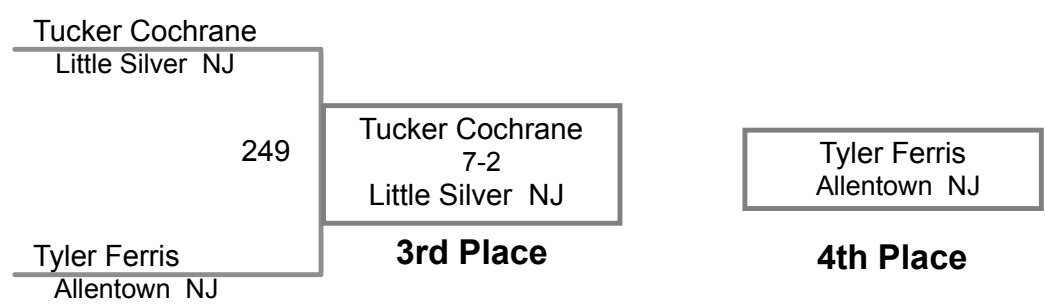 Tucker Cochrane
Little Silver NJ
249
Tyler Ferris
Allentown NJ
Tucker Cochrane
7-2
Little Silver NJ
3rd Place
Tyler Ferris
Allentown NJ
4th Place